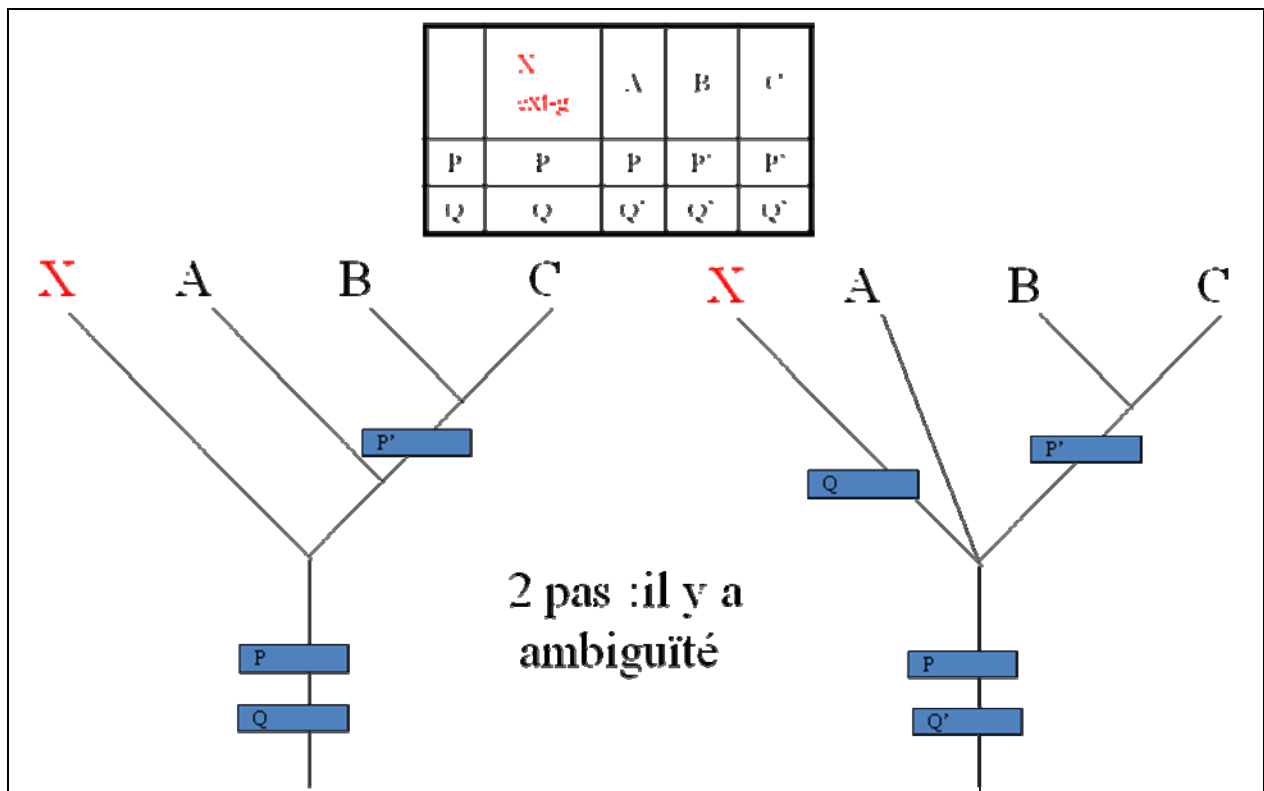 X A B C
ext-g
P P P P' P'
Q Q Q' Q' Q'
X A B C X A B C
P' P'
Q
2 pas :il y a
ambiguïté
P P
Q Q'